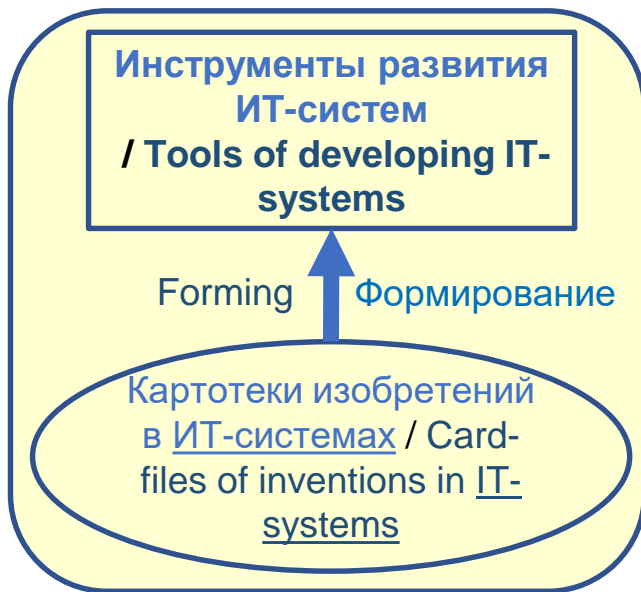 Инструменты развития
ИТ-систем
/ Tools of developing IT-
systems
Forming Формирование
Картотеки изобретений
в ИТ-системах / Card-
files of inventions in IT-
systems